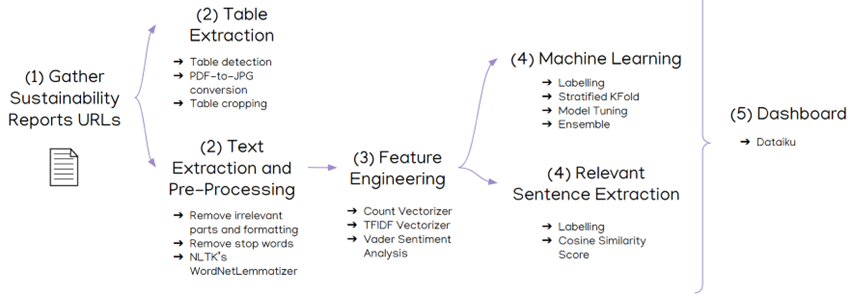 (1) Gather
Sustainability
Reports URLs
(2) Table
Extraction
➔ Table detection
➔ PDF-to-JPG
conversion
➔ Table cropping
(2) Text
Extraction and
Pre-Processing
➔ Remove irrelevant
parts and formatting
➔ Remove stop words
➔ NLTK's
WordNetLemmatizer
(3) Feature
Engineering
➔ Count Vectorizer
➔ TFIDF Vectorizer
➔ Vader Sentiment
Analysis
(4) Machine Learning
➔ Labelling
➔ Stratified KFold
➔ Model Tuning
➔ Ensemble
(4) Relevant
Sentence Extraction
➔ Labelling
➔ Cosine Similarity
Score
(5) Dashboard
➔ Dataiku